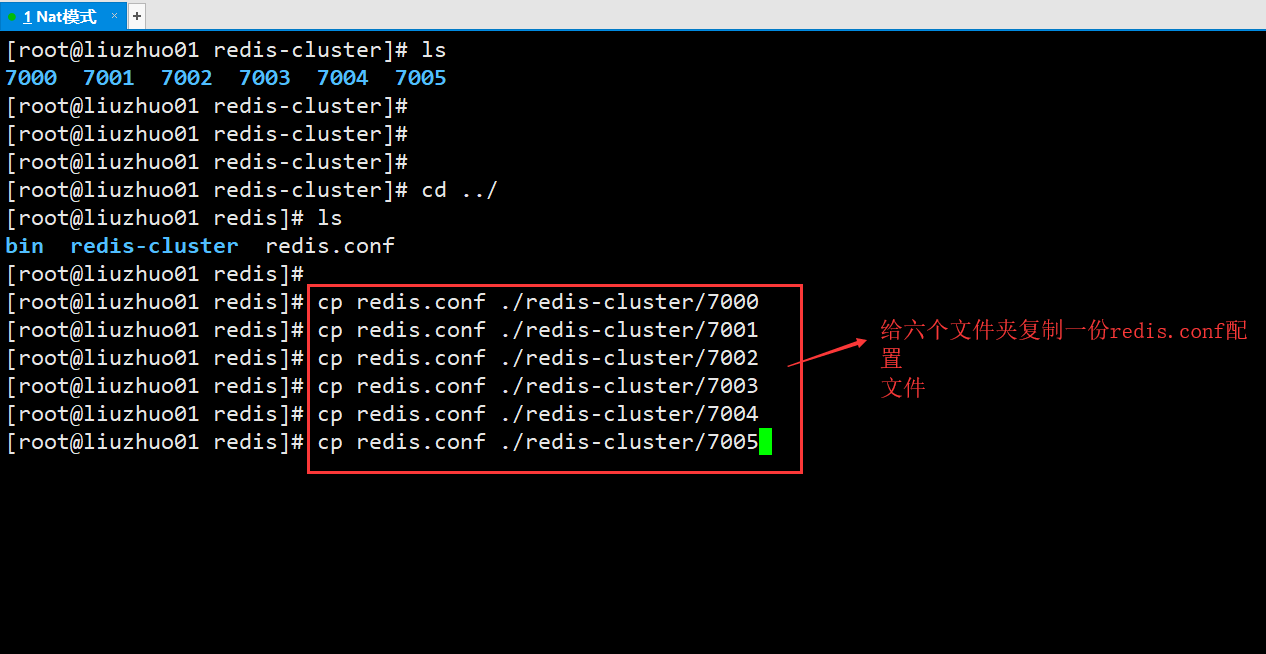 1 Nat模式 × +
[root@liuzhuo01 redis-cluster]# ls
7000  7001  7002  7003  7004  7005
[root@liuzhuo01 redis-cluster]#
[root@liuzhuo01 redis-cluster]#
[root@liuzhuo01 redis-cluster]#
[root@liuzhuo01 redis-cluster]# cd ../
[root@liuzhuo01 redis]# ls
bin  redis-cluster  redis.conf
[root@liuzhuo01 redis]#
[root@liuzhuo01 redis]# cp redis.conf ./redis-cluster/7000
[root@liuzhuo01 redis]# cp redis.conf ./redis-cluster/7001
[root@liuzhuo01 redis]# cp redis.conf ./redis-cluster/7002
[root@liuzhuo01 redis]# cp redis.conf ./redis-cluster/7003
[root@liuzhuo01 redis]# cp redis.conf ./redis-cluster/7004
[root@liuzhuo01 redis]# cp redis.conf ./redis-cluster/7005
给六个文件夹复制一份redis.conf配
置
文件